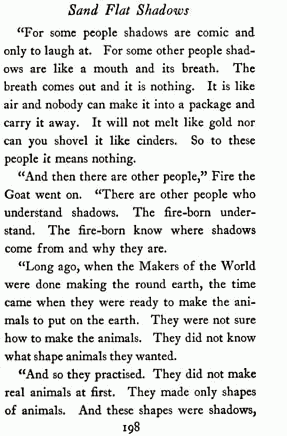 Sand Flat Shadows
"For some people shadows are comic and
only to laugh at. For some other people shad-
ows are like a mouth and its breath. The
breath comes out and it is nothing. It is like
air and nobody can make it into a package and
carry it away. It will not melt like gold nor
can you shovel it like cinders. So to these
people it means nothing.
"And then there are other people," Fire the
Goat went on. "There are other people who
understand shadows. The fire-born under-
stand. The fire-born know where shadows
come from and why they are.
"Long ago, when the Makers of the World
were done making the round earth, the time
came when they were ready to make the ani-
mals to put on the earth. They were not sure
how to make the animals. They did not know
what shape animals they wanted.
"And so they practised. They did not make
real animals at first. They made only shapes
of animals. And these shapes were shadows,
198